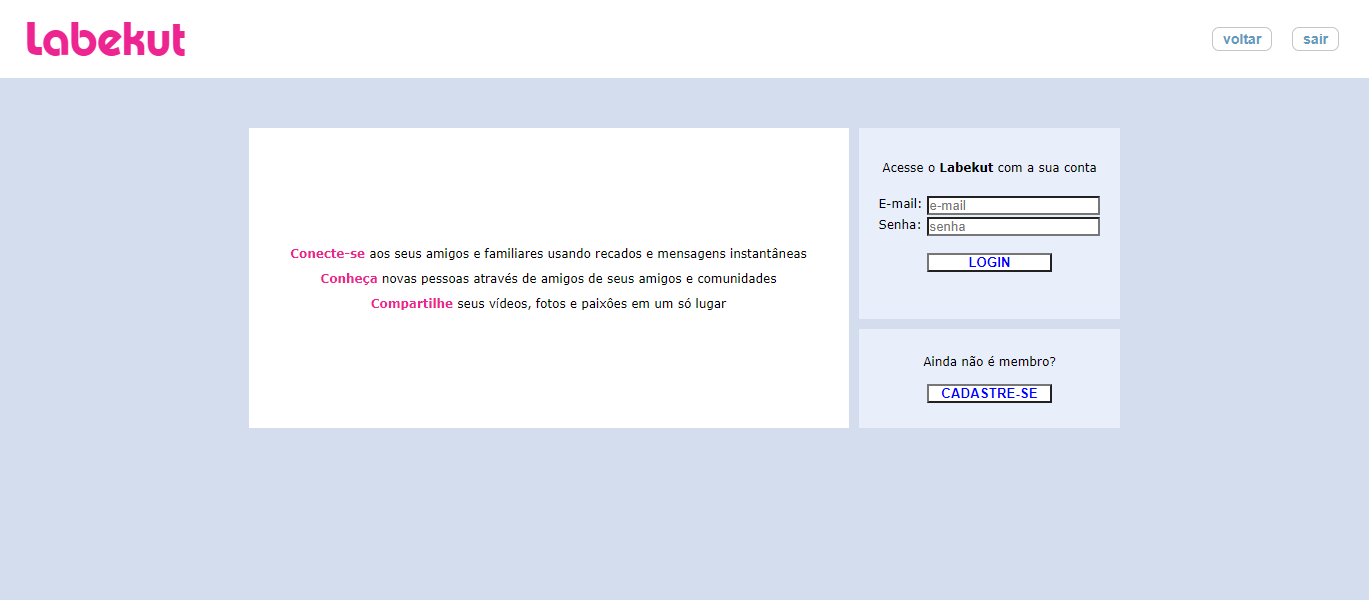 Labekut
voltar
sair
Conecte-se aos seus amigos e familiares usando recados e mensagens instantâneas
Conheça novas pessoas através de amigos de seus amigos e comunidades
Compartilhe seus vídeos, fotos e paixôes em um só lugar
Acesse o Labekut com a sua conta
E-mail: e-mail
Senha: senha
LOGIN
Ainda não é membro?
CADASTRE-SE